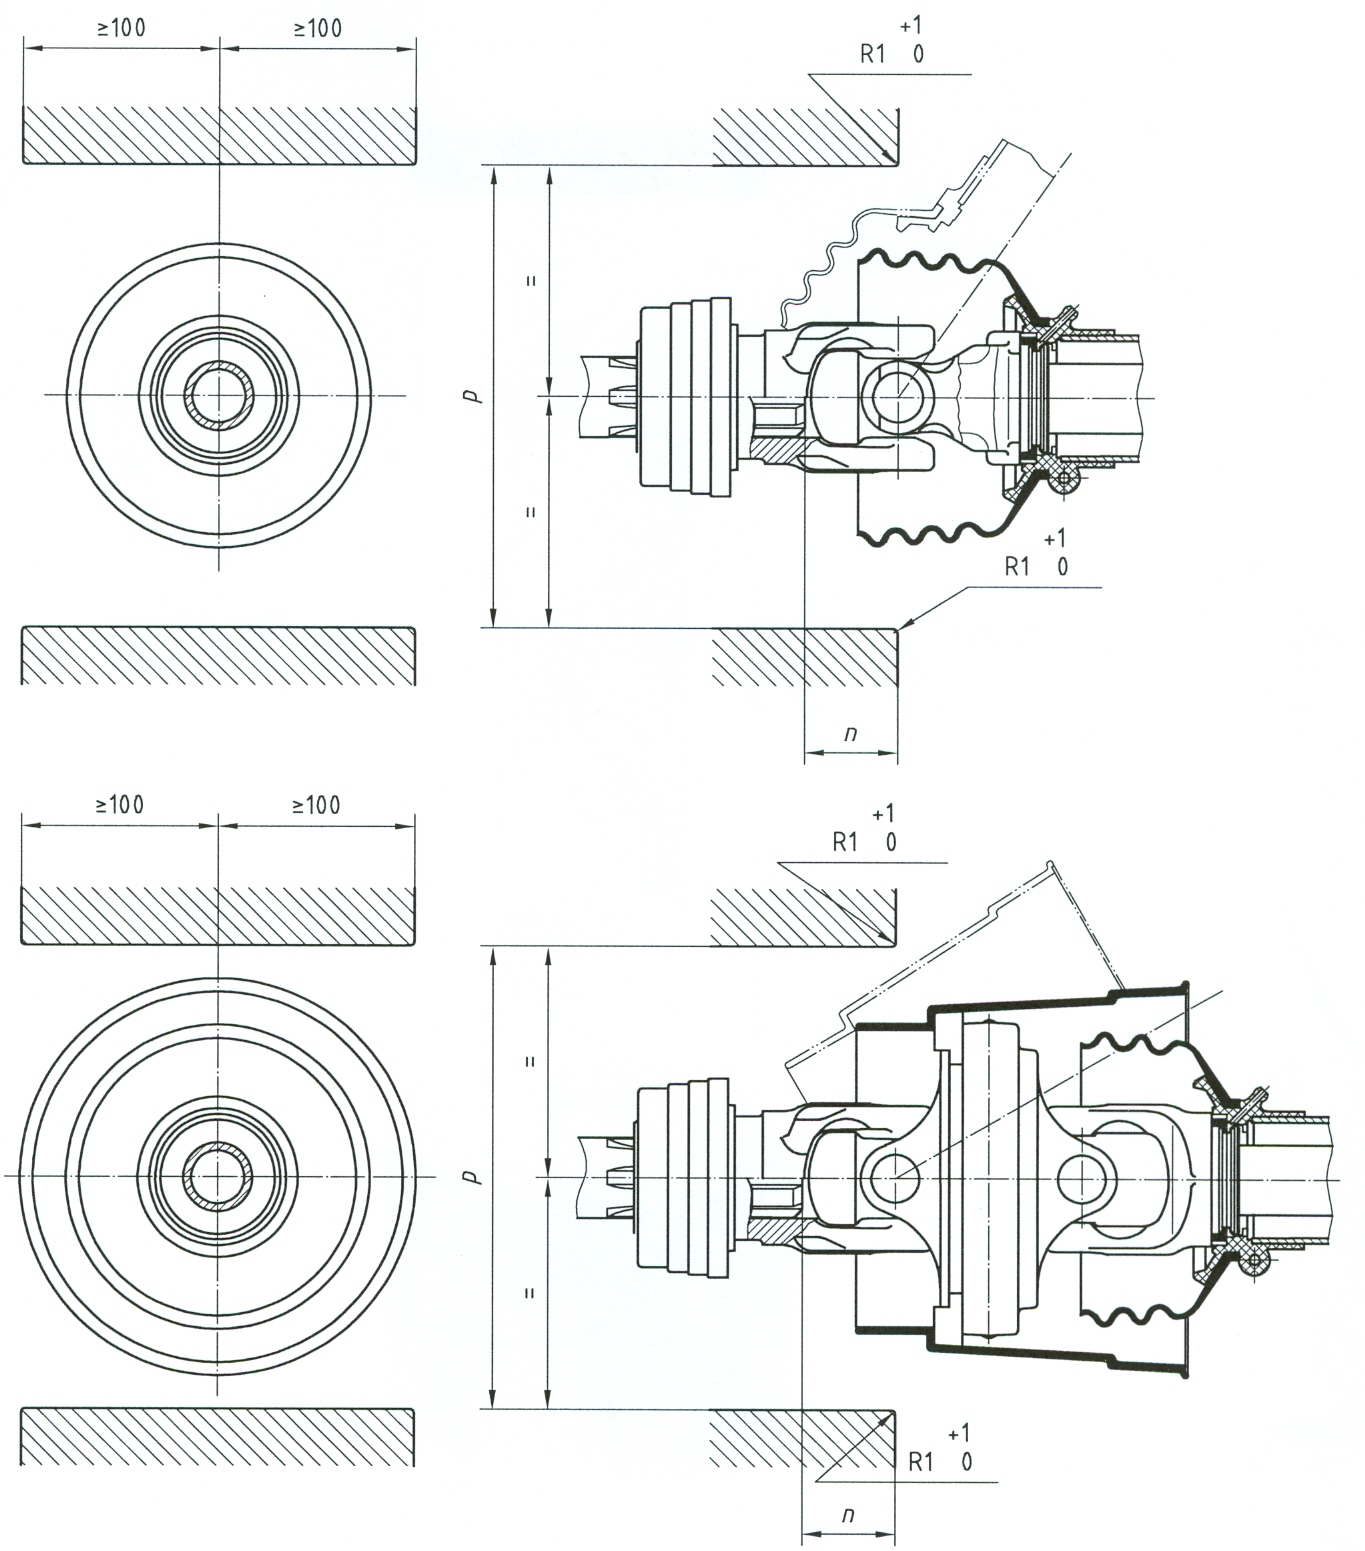 ≥100 ≥100
+1
R1 0
=
p
=
+1
R1 0
n
≥100 ≥100
+1
R1 0
=
p
=
+1
R1 0
n